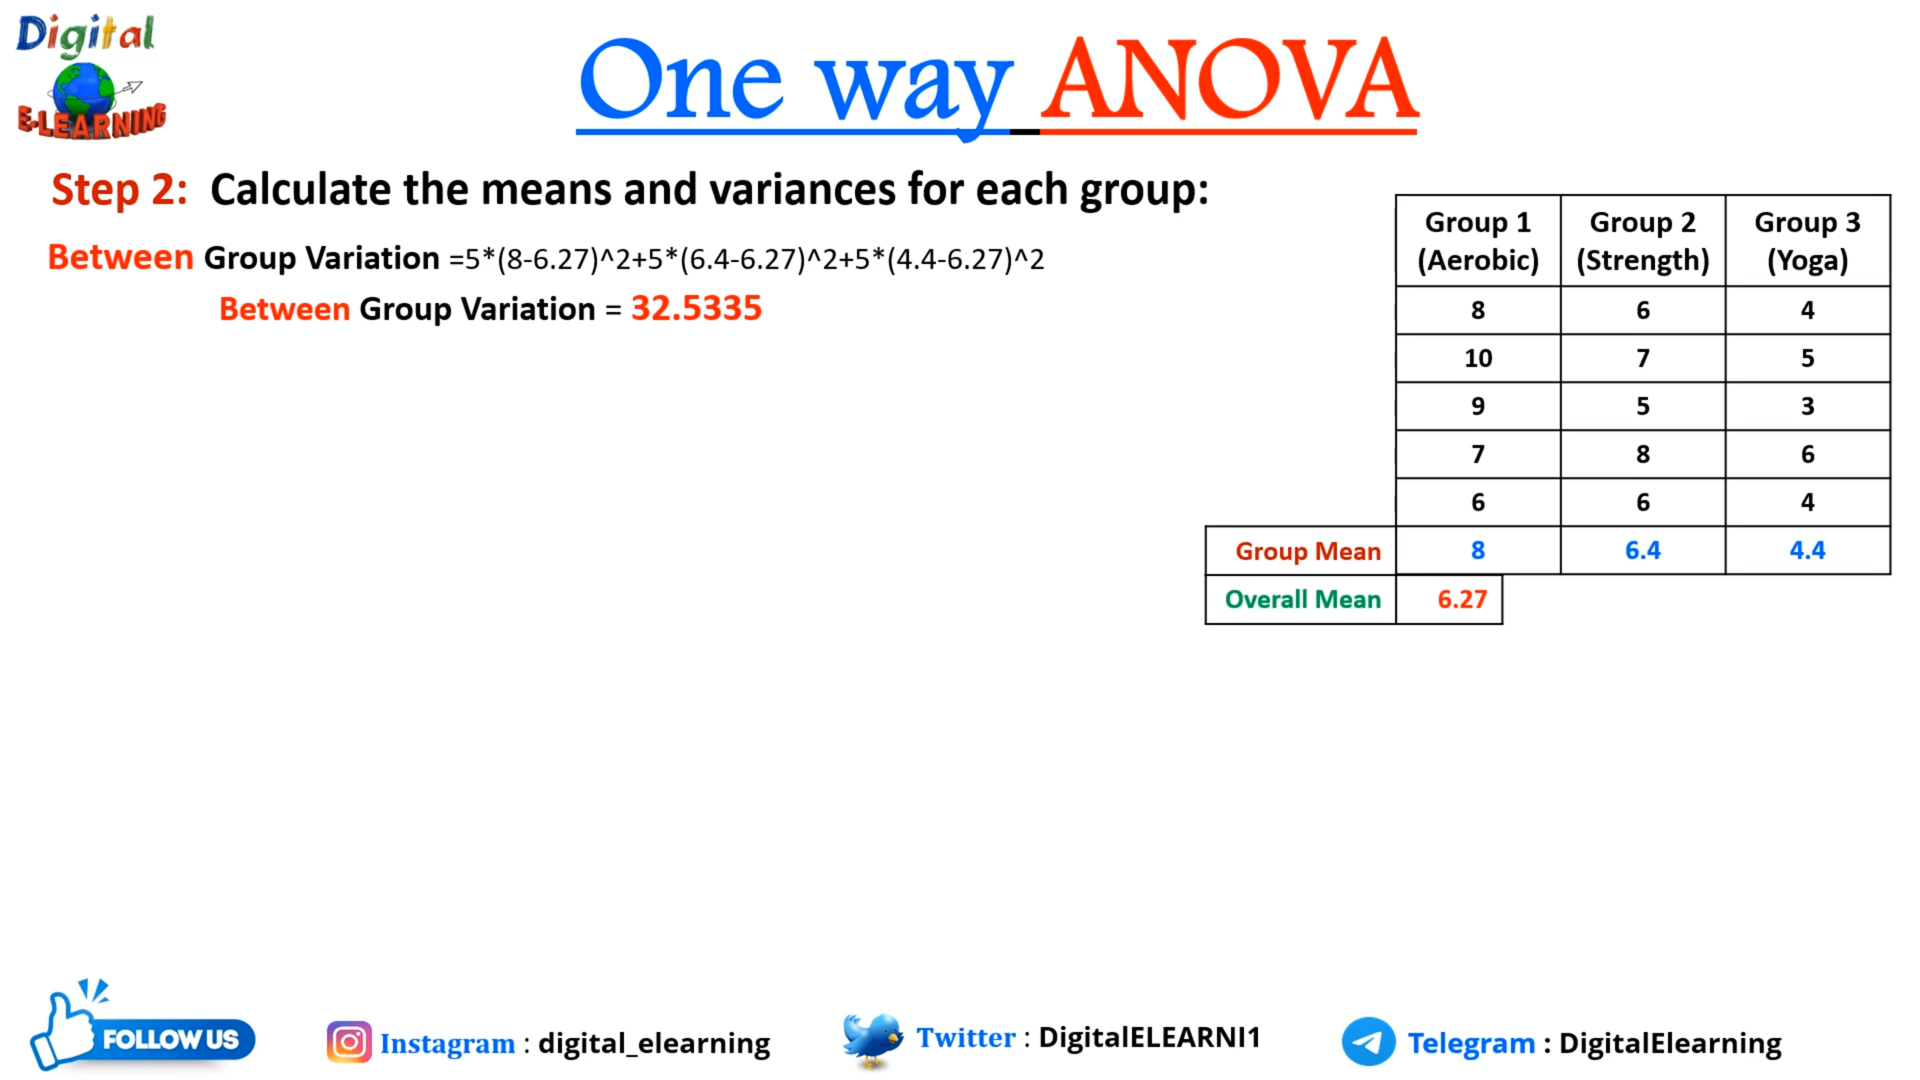 Digital
E-LEARNING
One way ANOVA
Step 2: Calculate the means and variances for each group:
Between Group Variation =5*(8-6.27)^2+5*(6.4-6.27)^2+5*(4.4-6.27)^2
Between Group Variation = 32.5335
Group 1 (Aerobic) Group 2 (Strength) Group 3 (Yoga)
8 6 4
10 7 5
9 5 3
7 8 6
6 6 4
Group Mean 8 6.4 4.4
Overall Mean 6.27
FOLLOW US
Instagram : digital_elearning
Twitter : DigitalELEARNI1
Telegram : DigitalElearning